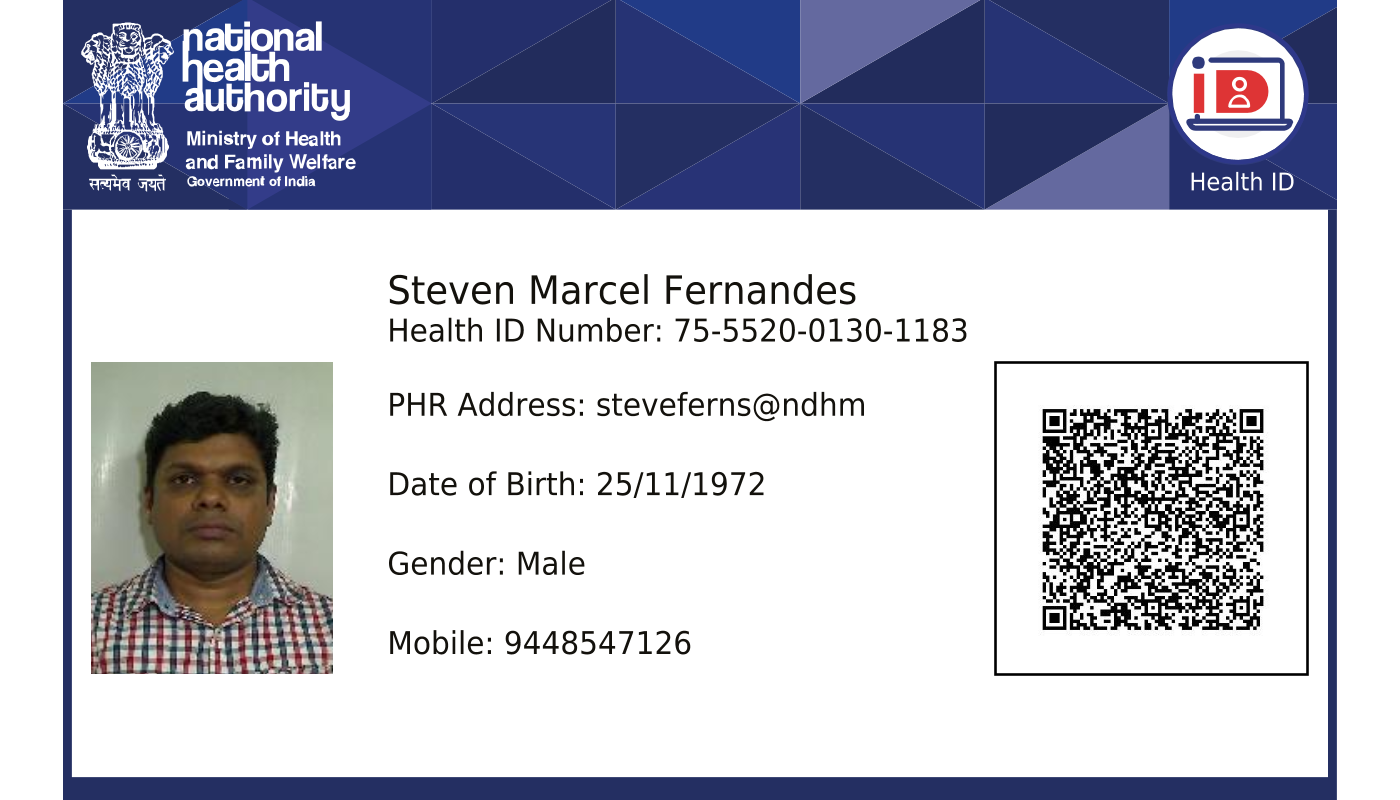 national
health
authority
Ministry of Health
and Family Welfare
Government of India
सत्यमेव जयते
Health ID
Steven Marcel Fernandes
Health ID Number: 75-5520-0130-1183
PHR Address: steveferns@ndhm
Date of Birth: 25/11/1972
Gender: Male
Mobile: 9448547126